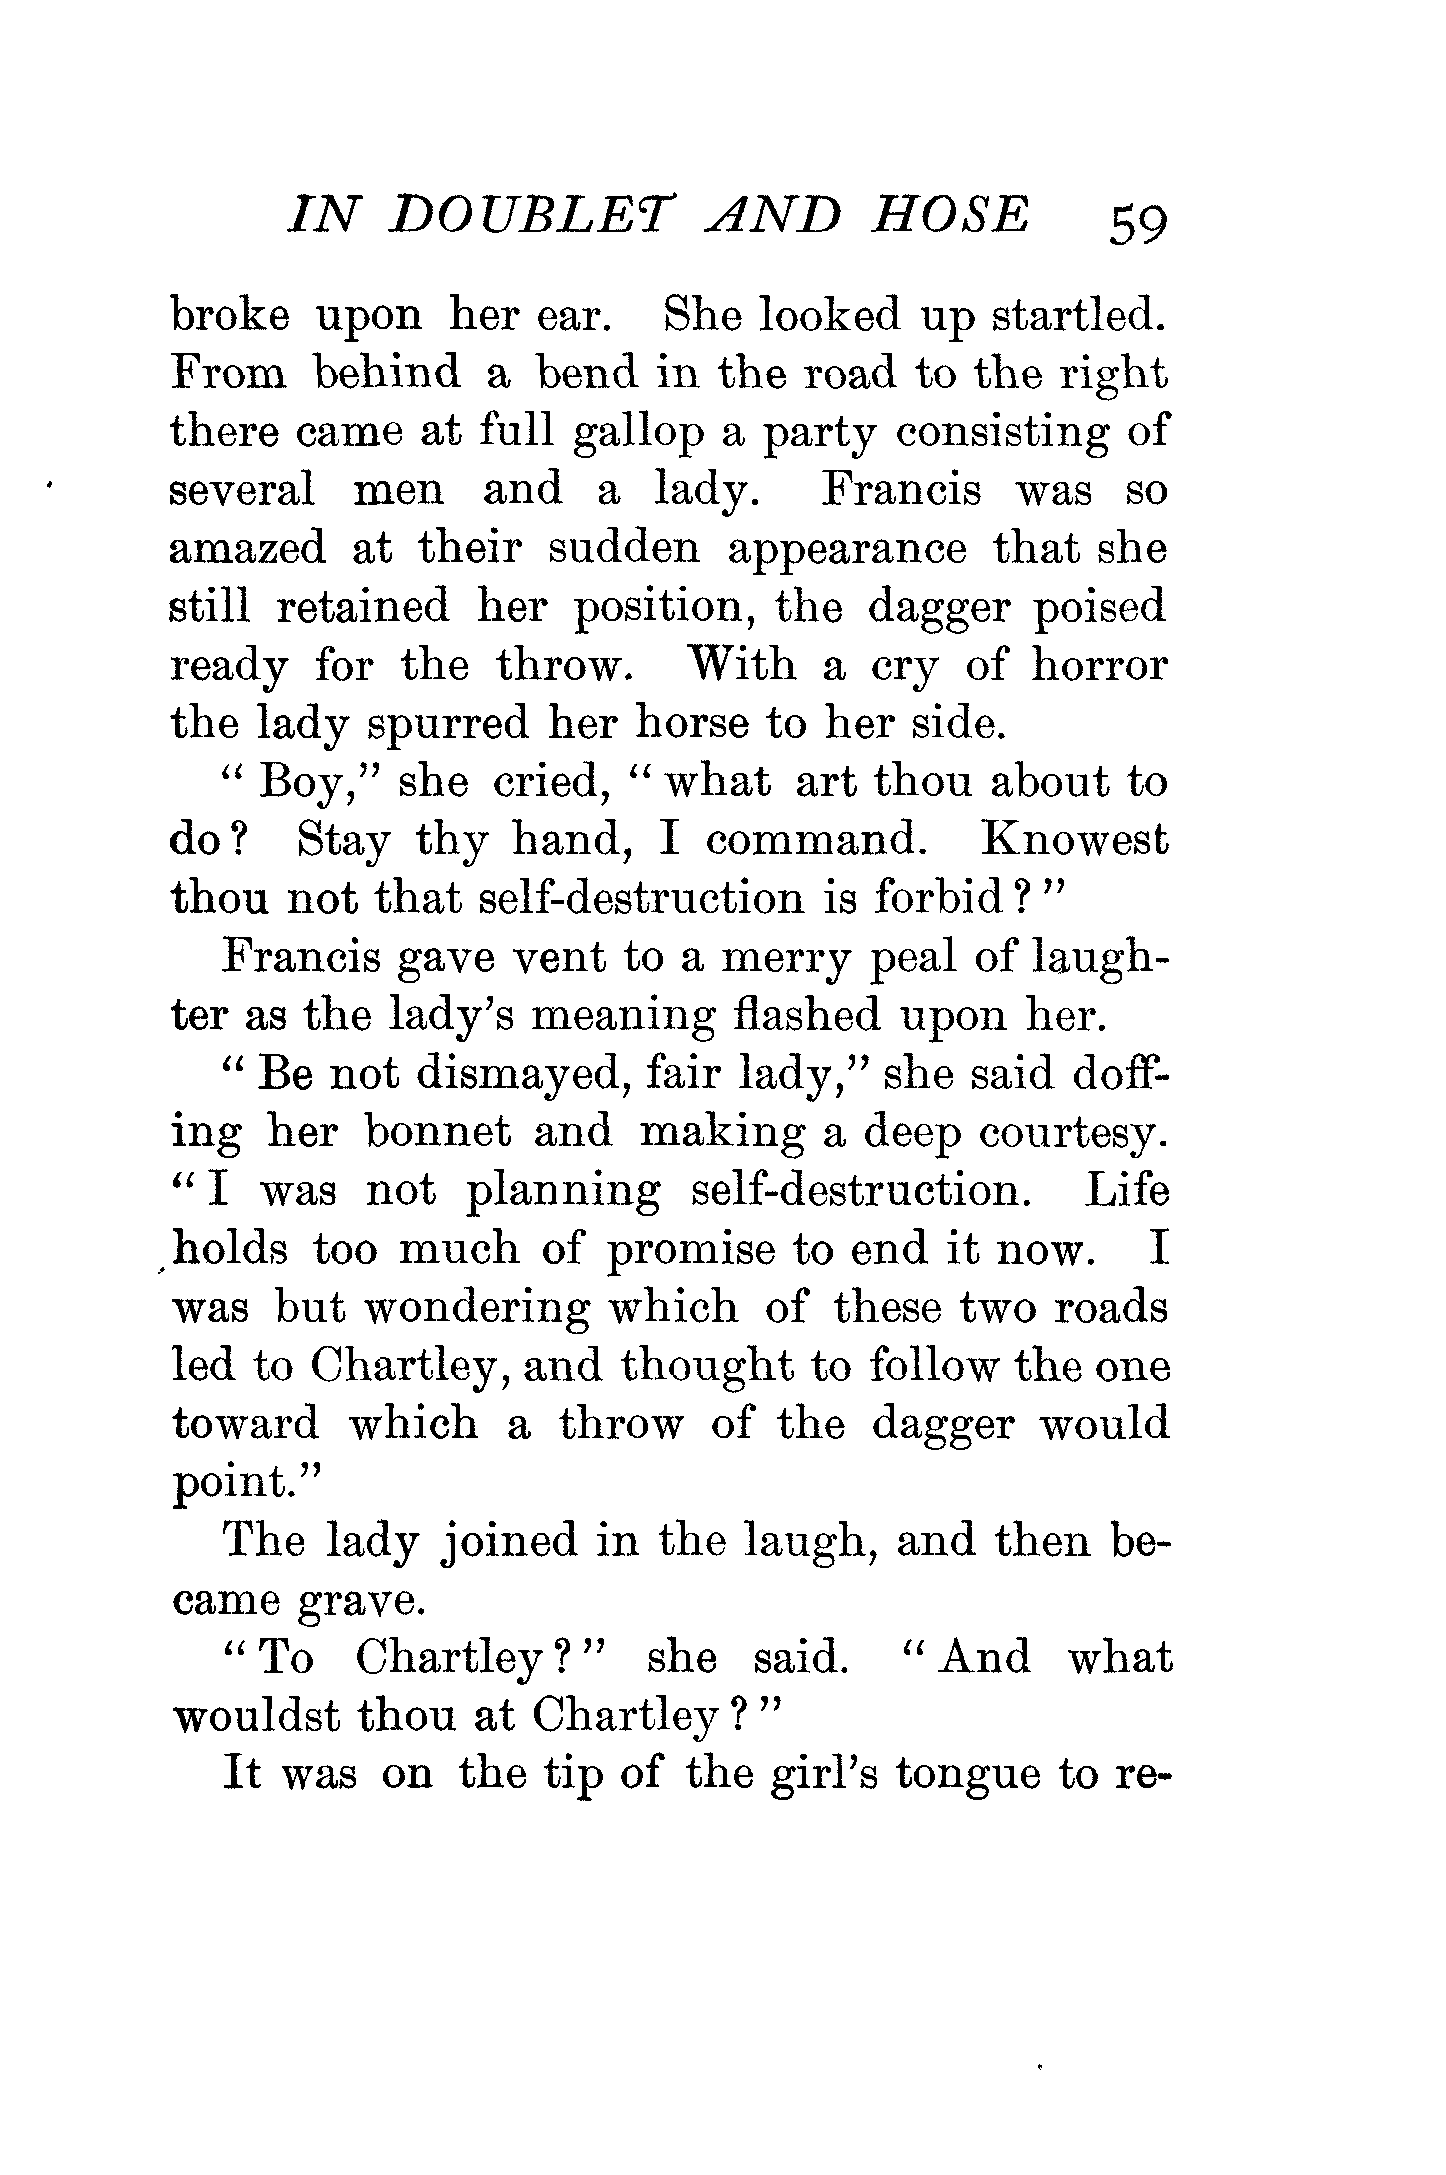 IN DOUBLET AND HOSE 59
broke upon her ear. She looked up startled.
From behind a bend in the road to the right
there came at full gallop a party consisting of
several men and a lady. Francis was so
amazed at their sudden appearance that she
still retained her position, the dagger poised
ready for the throw. With a cry of horror
the lady spurred her horse to her side.
" Boy," she cried, " what art thou about to
do? Stay thy hand, I command. Knowest
thou not that self-destruction is forbid?"
Francis gave vent to a merry peal of laugh-
ter as the lady's meaning flashed upon her.
" Be not dismayed, fair lady," she said doff-
ing her bonnet and making a deep courtesy.
" I was not planning self-destruction. Life
holds too much of promise to end it now. I
was but wondering which of these two roads
led to Chartley, and thought to follow the one
toward which a throw of the dagger would
point."
The lady joined in the laugh, and then be-
came grave.
" To Chartley?" she said. " And what
wouldst thou at Chartley?"
It was on the tip of the girl's tongue to re-